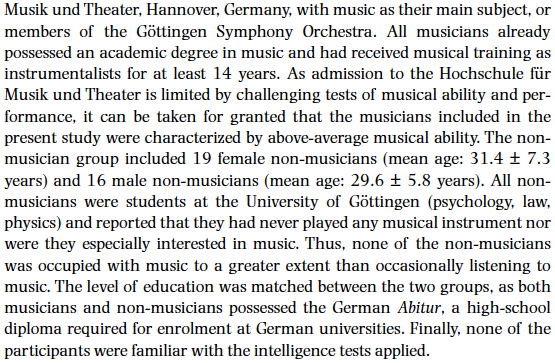 Musik und Theater, Hannover, Germany, with music as their main subject, or
members of the Göttingen Symphony Orchestra. All musicians already
possessed an academic degree in music and had received musical training as
instrumentalists for at least 14 years. As admission to the Hochschule für
Musik und Theater is limited by challenging tests of musical ability and per-
formance, it can be taken for granted that the musicians included in the
present study were characterized by above-average musical ability. The non-
musician group included 19 female non-musicians (mean age: 31.4 ± 7.3
years) and 16 male non-musicians (mean age: 29.6 ± 5.8 years). All non-
musicians were students at the University of Göttingen (psychology, law,
physics) and reported that they had never played any musical instrument nor
were they especially interested in music. Thus, none of the non-musicians
was occupied with music to a greater extent than occasionally listening to
music. The level of education was matched between the two groups, as both
musicians and non-musicians possessed the German Abitur, a high-school
diploma required for enrolment at German universities. Finally, none of the
participants were familiar with the intelligence tests applied.